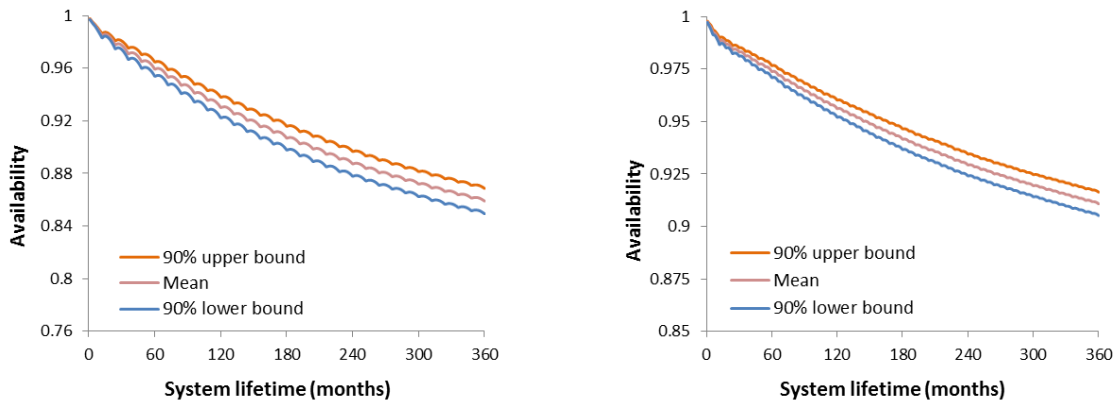 1
0.96
0.92
0.88
0.84
0.8
0.76
Availability
90% upper bound
Mean
90% lower bound
0 60 120 180 240 300 360
System lifetime (months)
1
0.975
0.95
0.925
0.9
0.875
0.85
Availability
90% upper bound
Mean
90% lower bound
0 60 120 180 240 300 360
System lifetime (months)